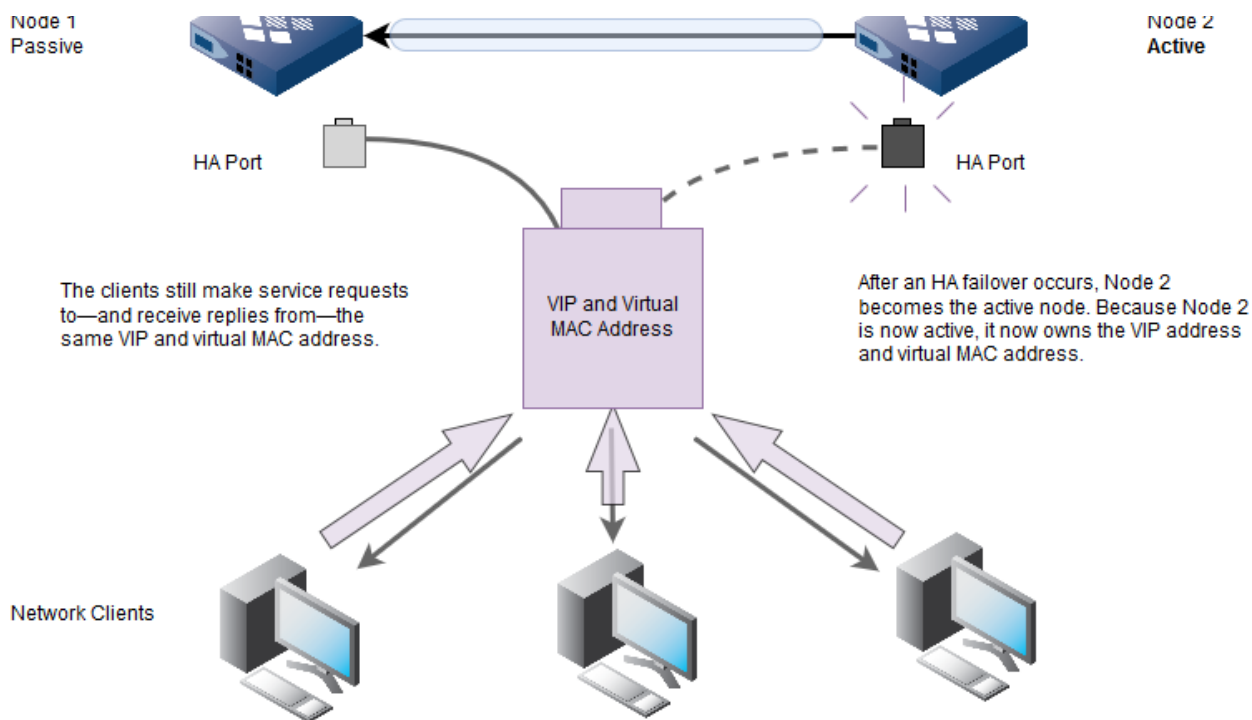 Node 1
Passive
Node 2
Active
HA Port
HA Port
The clients still make service requests
to—and receive replies from—the
same VIP and virtual MAC address.
VIP and Virtual
MAC Address
After an HA failover occurs, Node 2
becomes the active node. Because Node 2
is now active, it now owns the VIP address
and virtual MAC address.
Network Clients